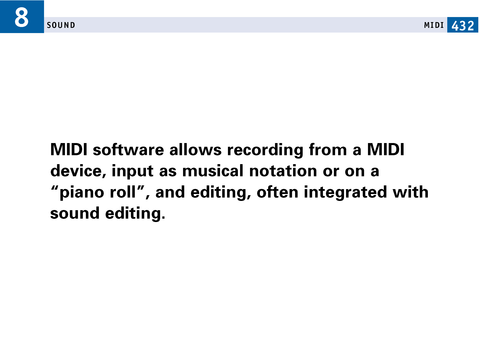 8 SOUND MIDI 432
MIDI software allows recording from a MIDI
device, input as musical notation or on a
“piano roll”, and editing, often integrated with
sound editing.